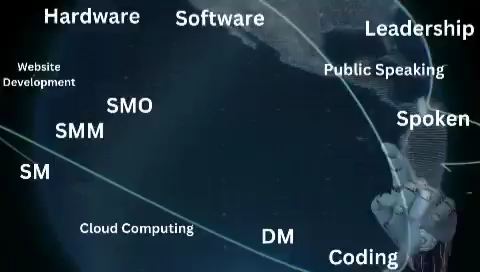 Hardware
Software
Leadership
Public Speaking
Website
Development
SMO
Spoken
SMM
SM
Cloud Computing
DM
Coding